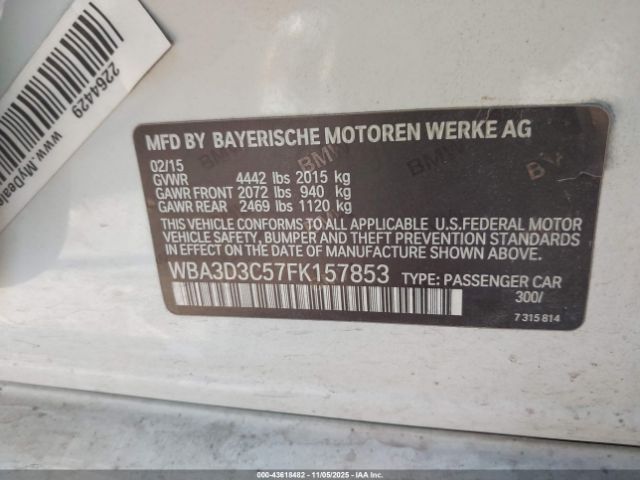 2264429
www.MyDeale
MFD BY BAYERISCHE MOTOREN WERKE AG
02/15
GVWR 4442 lbs 2015 kg
GAWR FRONT 2072 lbs 940 kg
GAWR REAR 2469 lbs 1120 kg
THIS VEHICLE CONFORMS TO ALL APPLICABLE U.S.FEDERAL MOTOR
VEHICLE SAFETY, BUMPER AND THEFT PREVENTION STANDARDS
IN EFFECT ON THE DATE OF MANUFACTURE SHOWN ABOVE.
WBA3D3C57FK157853 TYPE: PASSENGER CAR
300/
7315814
000-43618482 - 11/05/2025 - IAA Inc.